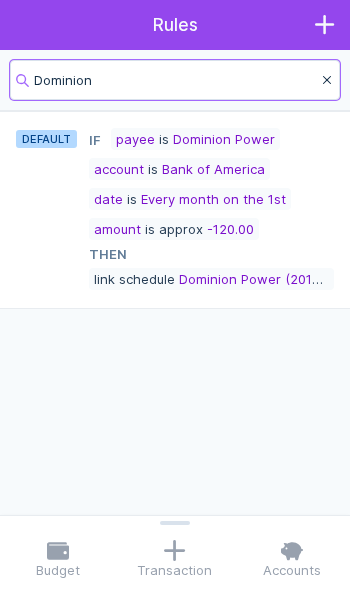 Rules
Dominion
DEFAULT
IF payee is Dominion Power
account is Bank of America
date is Every month on the 1st
amount is approx -120.00
THEN
link schedule Dominion Power (201…
Budget
Transaction
Accounts